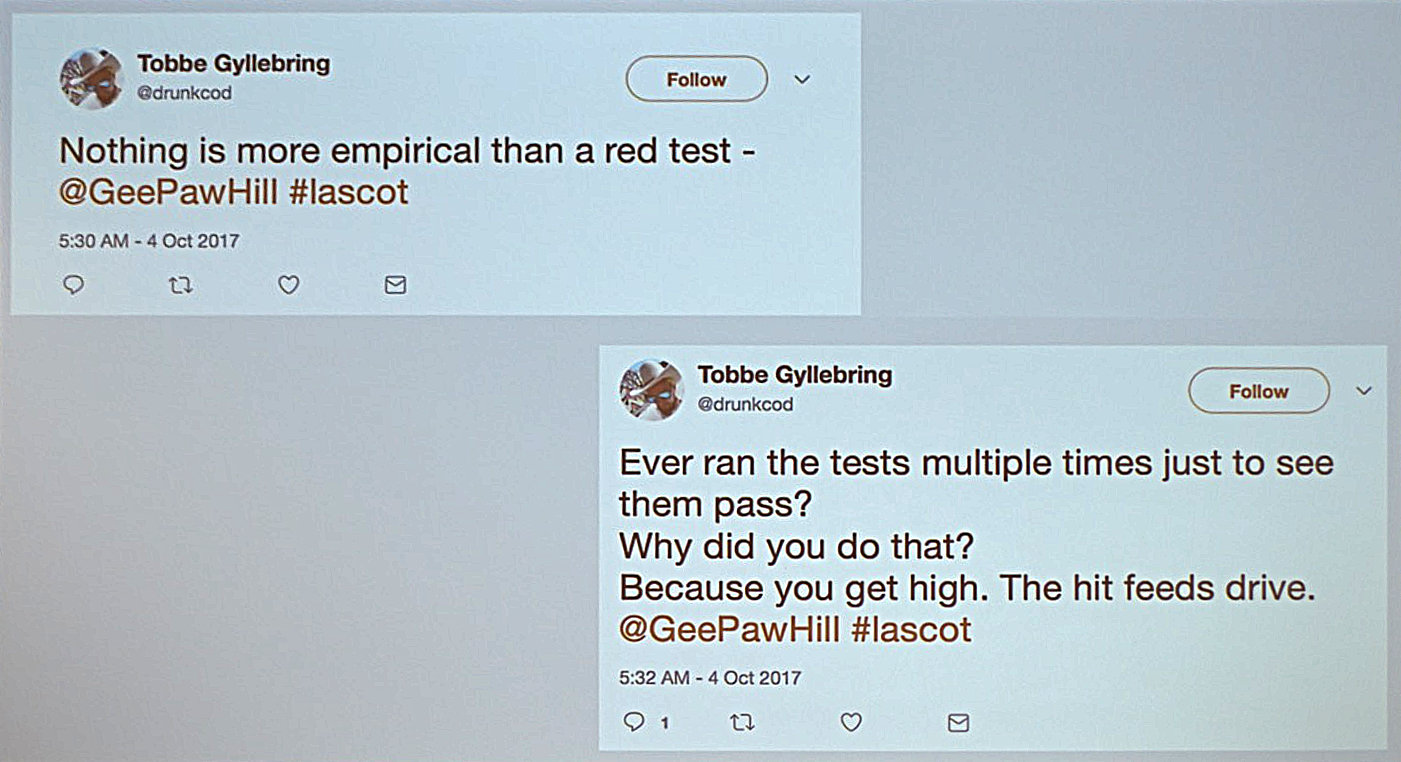 Tobbe Gyllebring
@drunkcod
Follow
Nothing is more empirical than a red test -
@GeePawHill #lascot
5:30 AM - 4 Oct 2017
Tobbe Gyllebring
@drunkcod
Follow
Ever ran the tests multiple times just to see
them pass?
Why did you do that?
Because you get high. The hit feeds drive.
@GeePawHill #lascot
5:32 AM - 4 Oct 2017
1